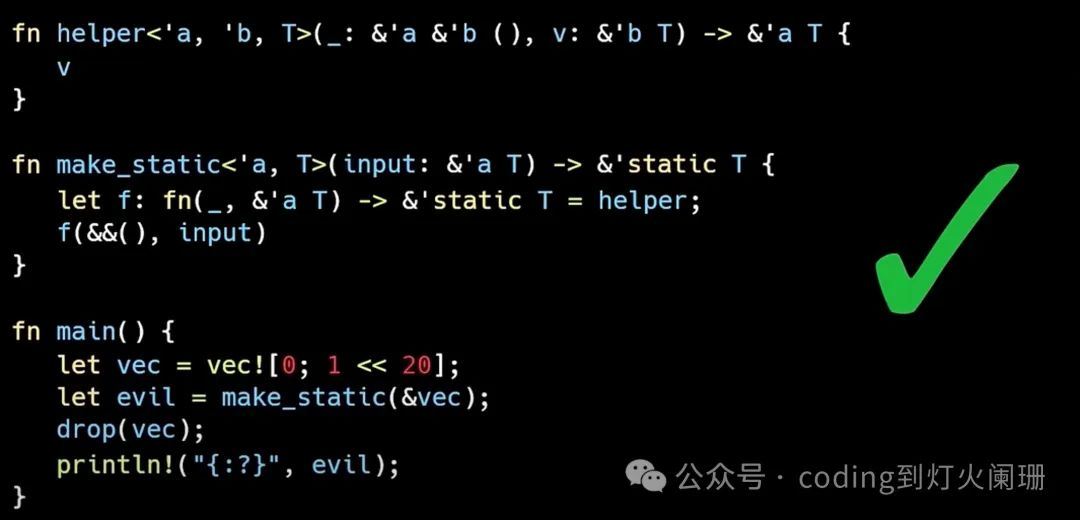 fn helper<'a, 'b, T>(_: &'a &'b (), v: &'b T) -> &'a T {
   v
}

fn make_static<'a, T>(input: &'a T) -> &'static T {
   let f: fn(_, &'a T) -> &'static T = helper;
   f(&&(), input)
}

fn main() {
   let vec = vec![0; 1 << 20];
   let evil = make_static(&vec);
   drop(vec);
   println!("{:?}", evil);
}
公众号 · coding到灯火阑珊